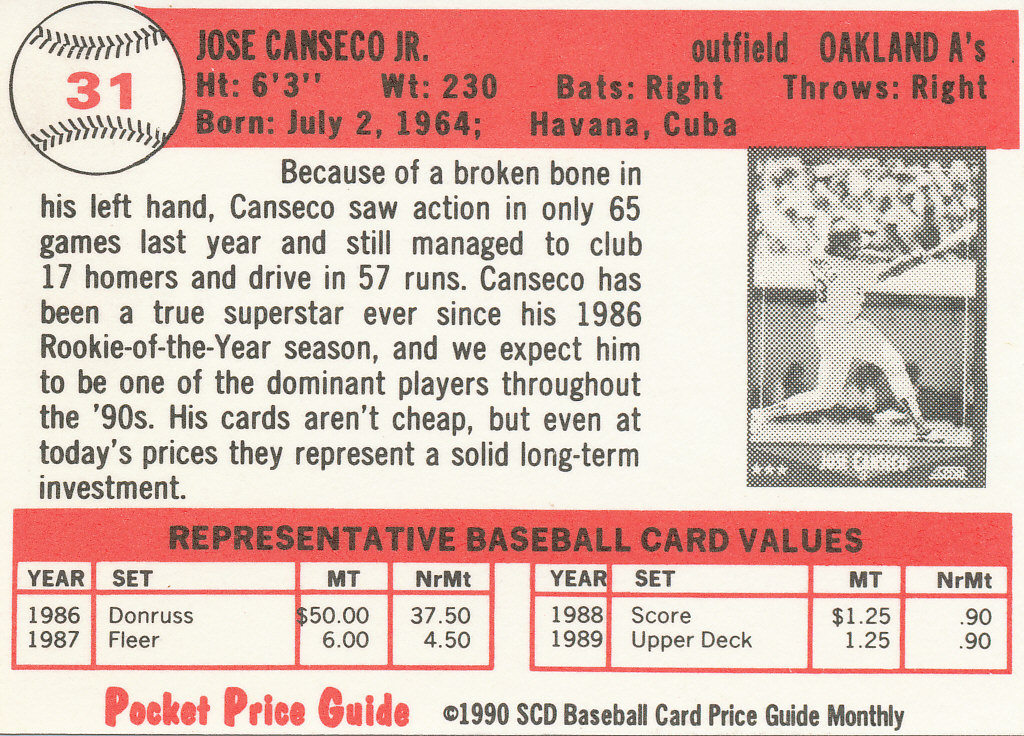 31
JOSE CANSECO JR. outfield OAKLAND A's
Ht: 6'3" Wt: 230 Bats: Right Throws: Right
Born: July 2, 1964; Havana, Cuba
Because of a broken bone in
his left hand, Canseco saw action in only 65
games last year and still managed to club
17 homers and drive in 57 runs. Canseco has
been a true superstar ever since his 1986
Rookie-of-the-Year season, and we expect him
to be one of the dominant players throughout
the '90s. His cards aren't cheap, but even at
today's prices they represent a solid long-term
investment.
REPRESENTATIVE BASEBALL CARD VALUES
YEAR SET MT NrMt YEAR SET MT NrMt
1986 Donruss $50.00 37.50 1988 Score $1.25 .90
1987 Fleer 6.00 4.50 1989 Upper Deck 1.25 .90
Pocket Price Guide ©1990 SCD Baseball Card Price Guide Monthly